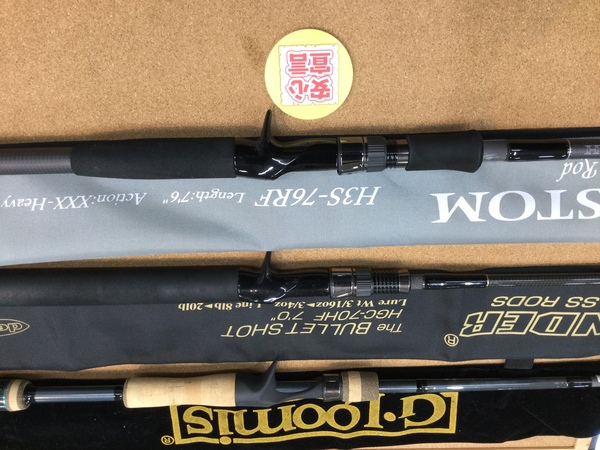 安心
宣言
Rod
STOM
H3S-76RF Length:7'6" Action:XXX-Heavy
NDER®
SS RODS
The BULLET SHOT
HGC-70HF 7'0"
Lure Wt 3/16oz►3/4oz
Line 8lb►20lb
G·Loomis®